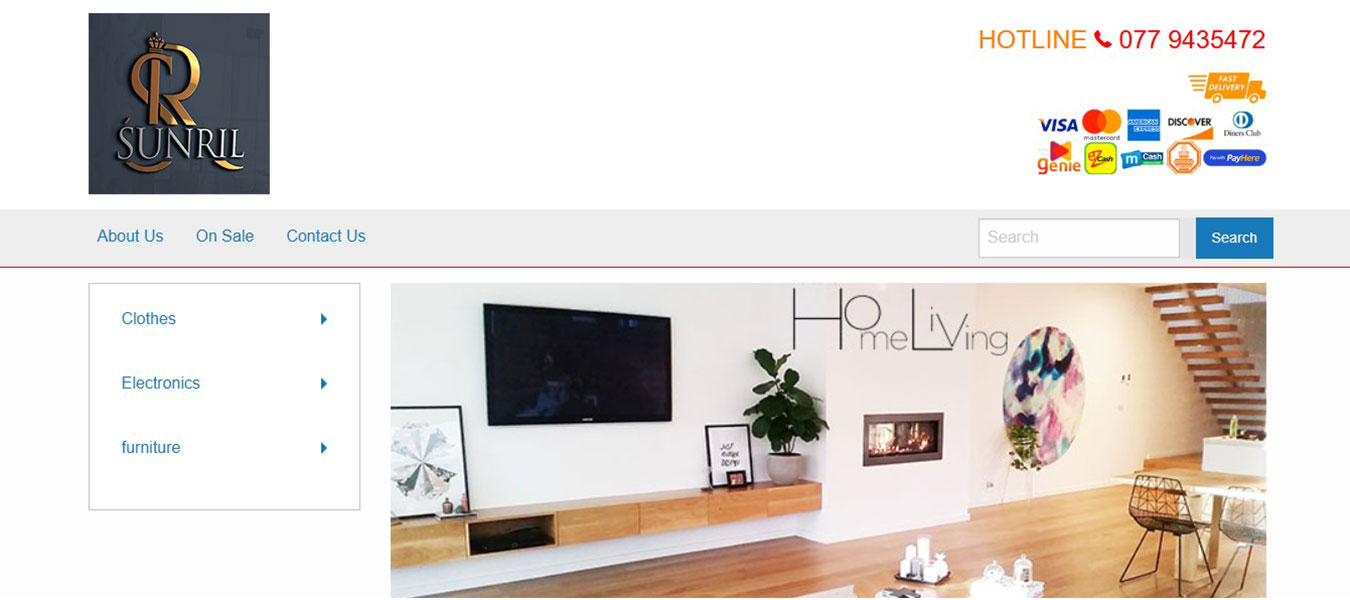 R
SUNRIL
HOTLINE 077 9435472
FAST
DELIVERY
VISA
mastercard
AMERICAN
EXPRESS
DISCOVER
Diners Club
genie
eZ
Cash
m
Cash
PayHere
About Us
On Sale
Contact Us
Search
Search
Clothes
Electronics
furniture
HomeLiving
JUST